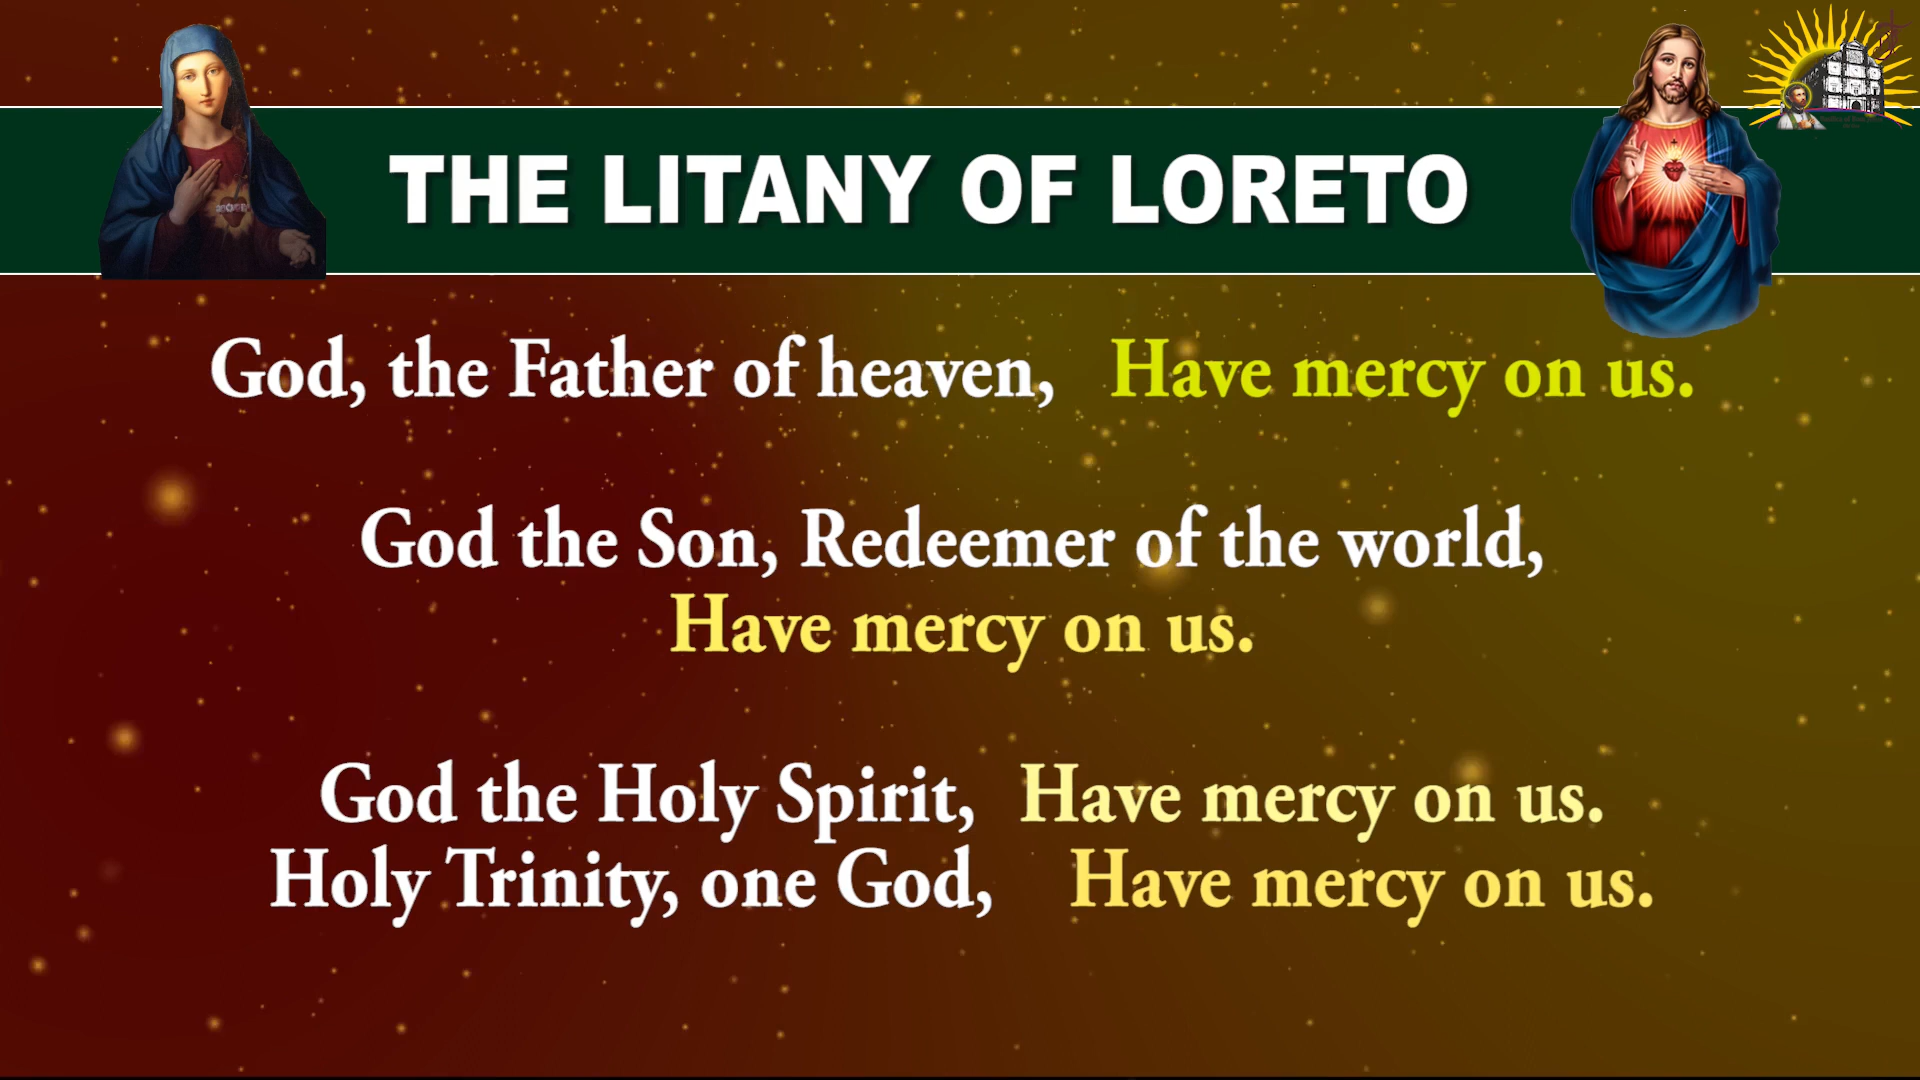 THE LITANY OF LORETO
God, the Father of heaven, Have mercy on us.
God the Son, Redeemer of the world,
Have mercy on us.
God the Holy Spirit, Have mercy on us.
Holy Trinity, one God, Have mercy on us.